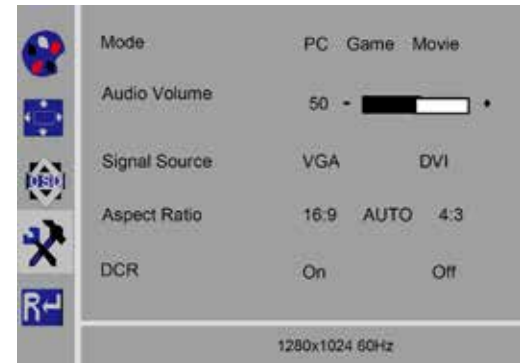 Mode PC Game Movie
Audio Volume 50 - +
Signal Source VGA DVI
OSD
Aspect Ratio 16:9 AUTO 4:3
DCR On Off
R
1280x1024 60Hz